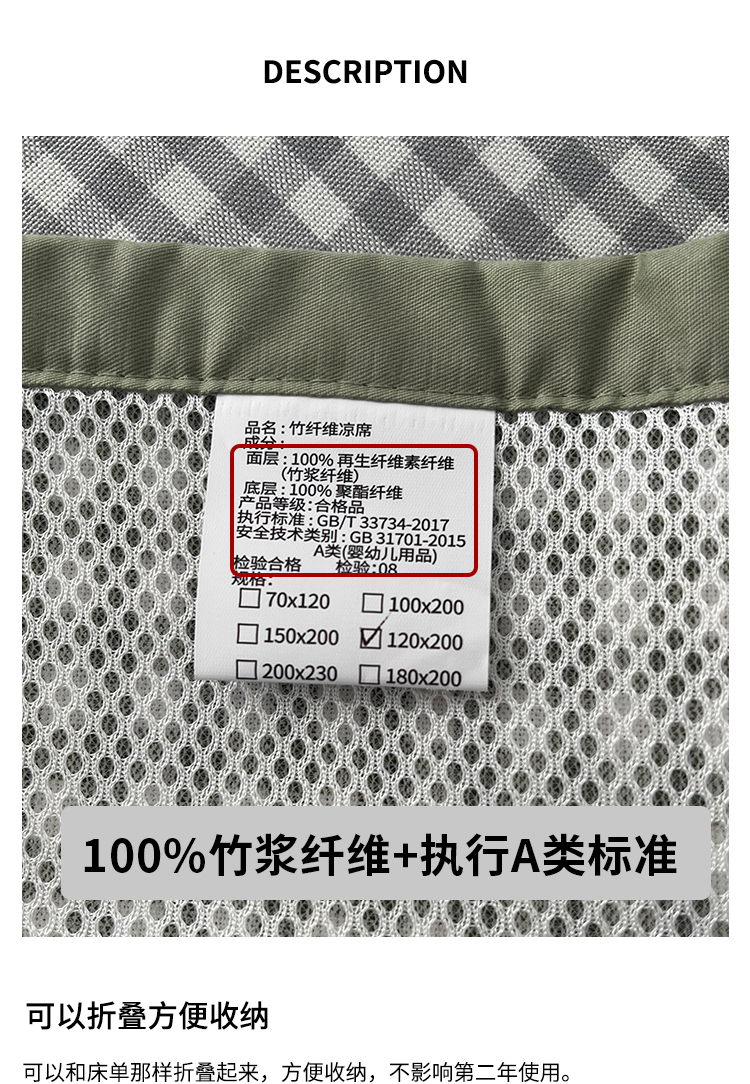 DESCRIPTION
品名:竹纤维凉席
成分:
面层:100% 再生纤维素纤维
(竹浆纤维)
底层:100% 聚酯纤维
产品等级:合格品
执行标准:GB/T 33734-2017
安全技术类别:GB 31701-2015
A类(婴幼儿用品)
检验合格 检验:08
规格:
70x120 100x200
150x200 120x200
200x230 180x200
100%竹浆纤维+执行A类标准
可以折叠方便收纳
可以和床单那样折叠起来，方便收纳，不影响第二年使用。